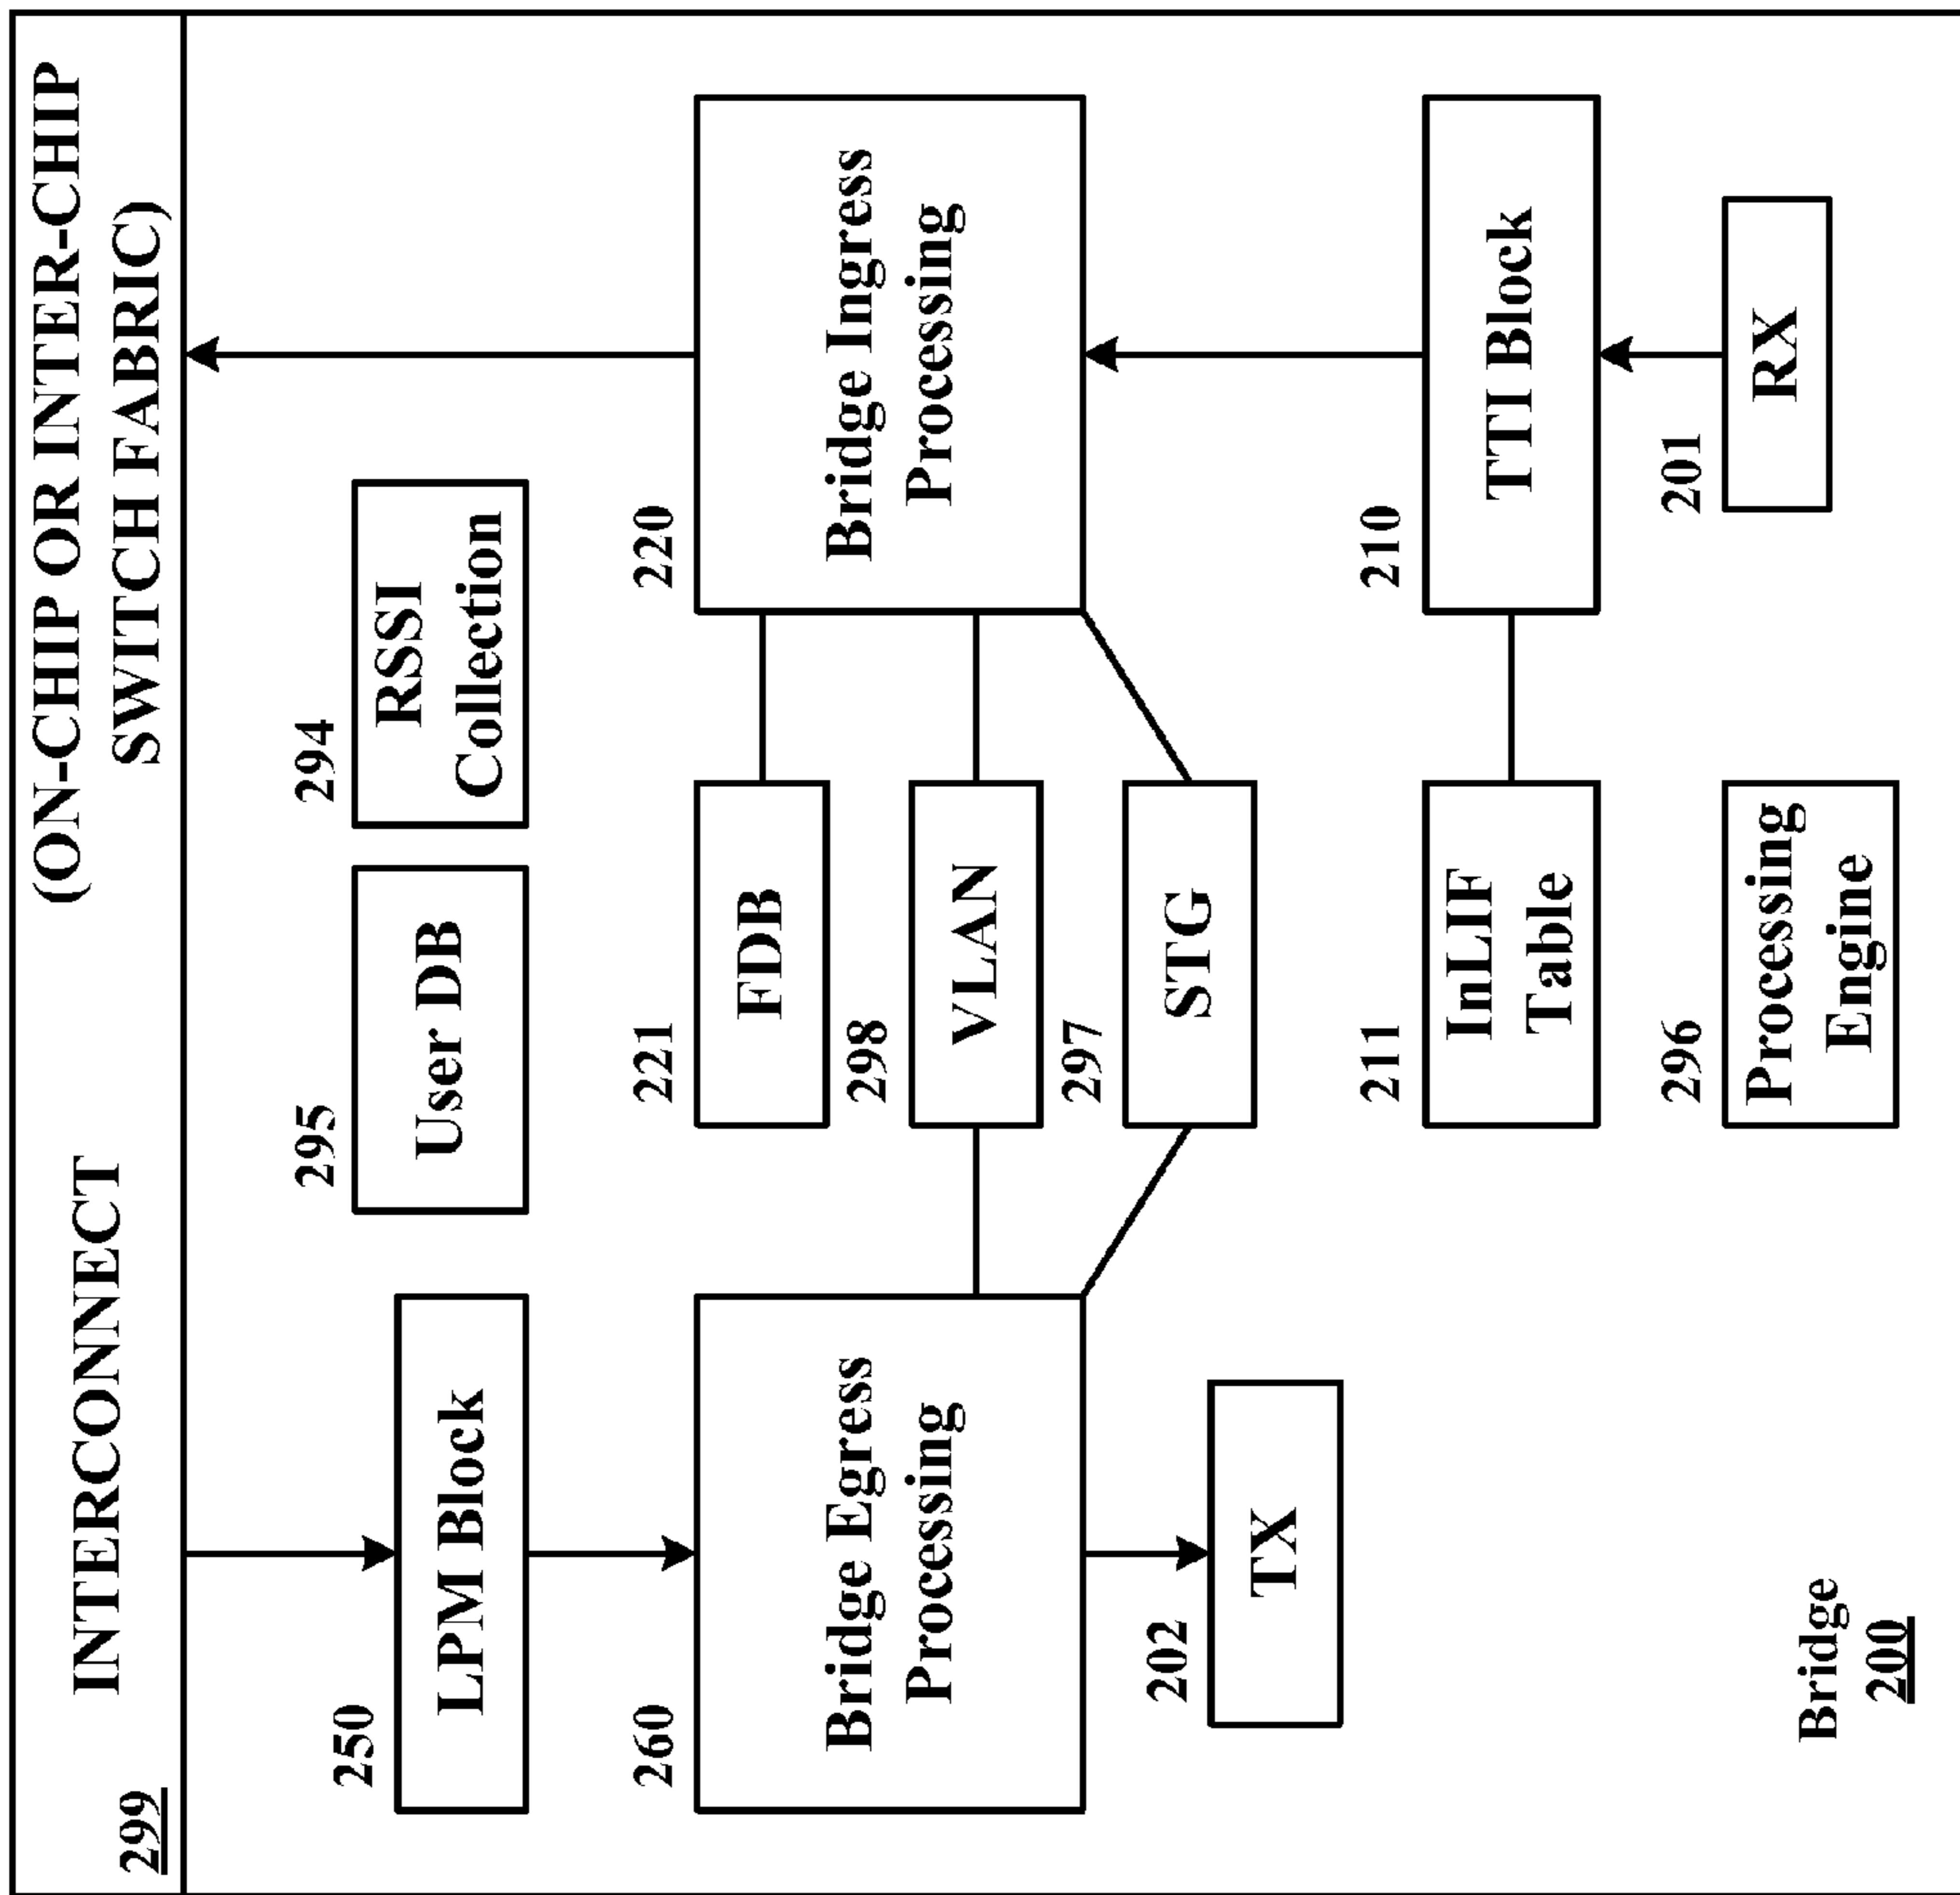 299
INTERCONNECT
(ON-CHIP OR INTER-CHIP
SWITCH FABRIC)
250
LPM Block
295
User DB
294
RSSI
Collection
260
Bridge Egress
Processing
221
FDB
298
VLAN
297
STG
220
Bridge Ingress
Processing
202
TX
211
InLIF
Table
210
TTI Block
296
Processing
Engine
201
RX
Bridge
200